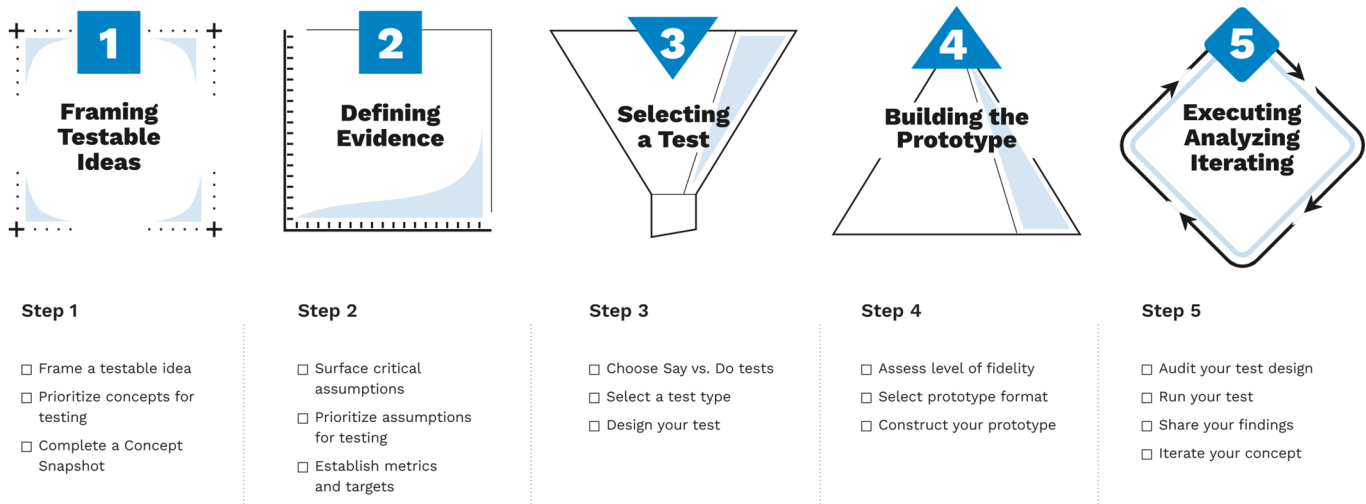 1
Framing
Testable
Ideas
2
Defining
Evidence
3
Selecting
a Test
4
Building the
Prototype
5
Executing
Analyzing
Iterating
Step 1
Frame a testable idea
Prioritize concepts for
testing
Complete a Concept
Snapshot
Step 2
Surface critical
assumptions
Prioritize assumptions
for testing
Establish metrics
and targets
Step 3
Choose Say vs. Do tests
Select a test type
Design your test
Step 4
Assess level of fidelity
Select prototype format
Construct your prototype
Step 5
Audit your test design
Run your test
Share your findings
Iterate your concept